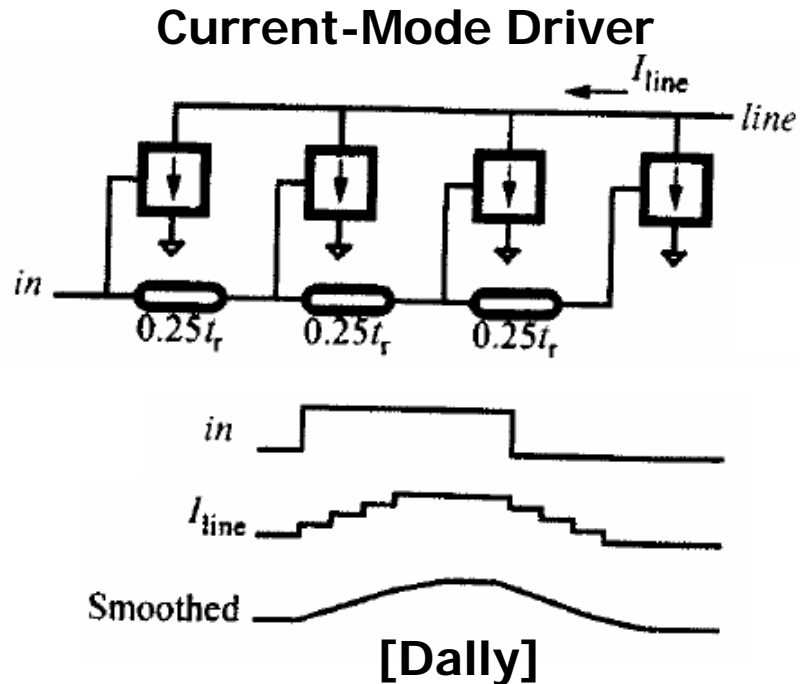 Current-Mode Driver
I_line
line
in
0.25t_r
0.25t_r
0.25t_r
in
I_line
Smoothed
[Dally]